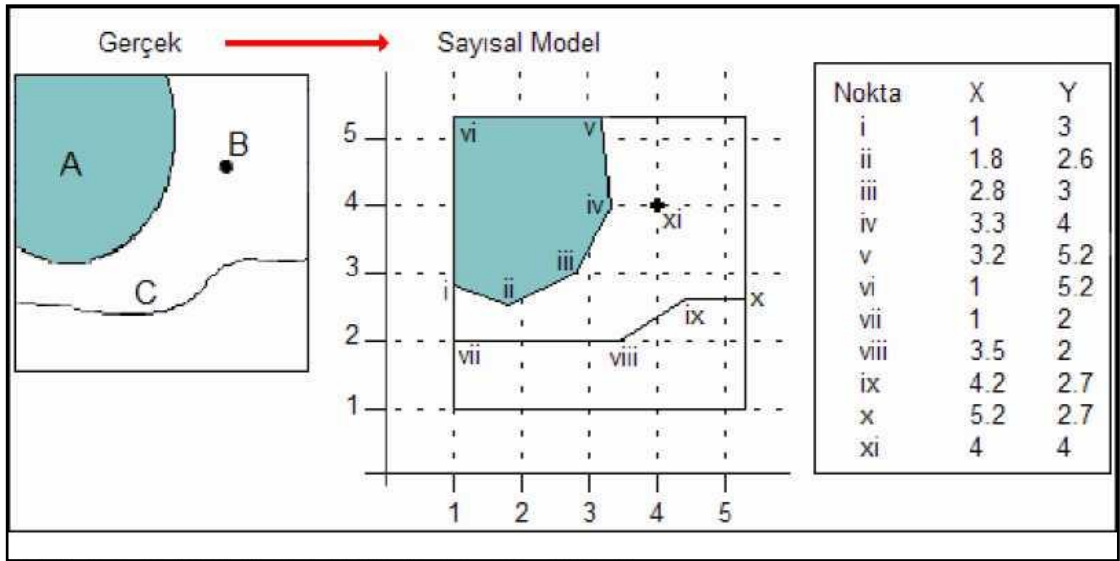 Gerçek Sayısal Model
A
B
C
5
4
3
2
1
1 2 3 4 5
vi v
iv xi
iii
i ii
x
ix
vii viii
Nokta X Y
i 1 3
ii 1.8 2.6
iii 2.8 3
iv 3.3 4
v 3.2 5.2
vi 1 5.2
vii 1 2
viii 3.5 2
ix 4.2 2.7
x 5.2 2.7
xi 4 4